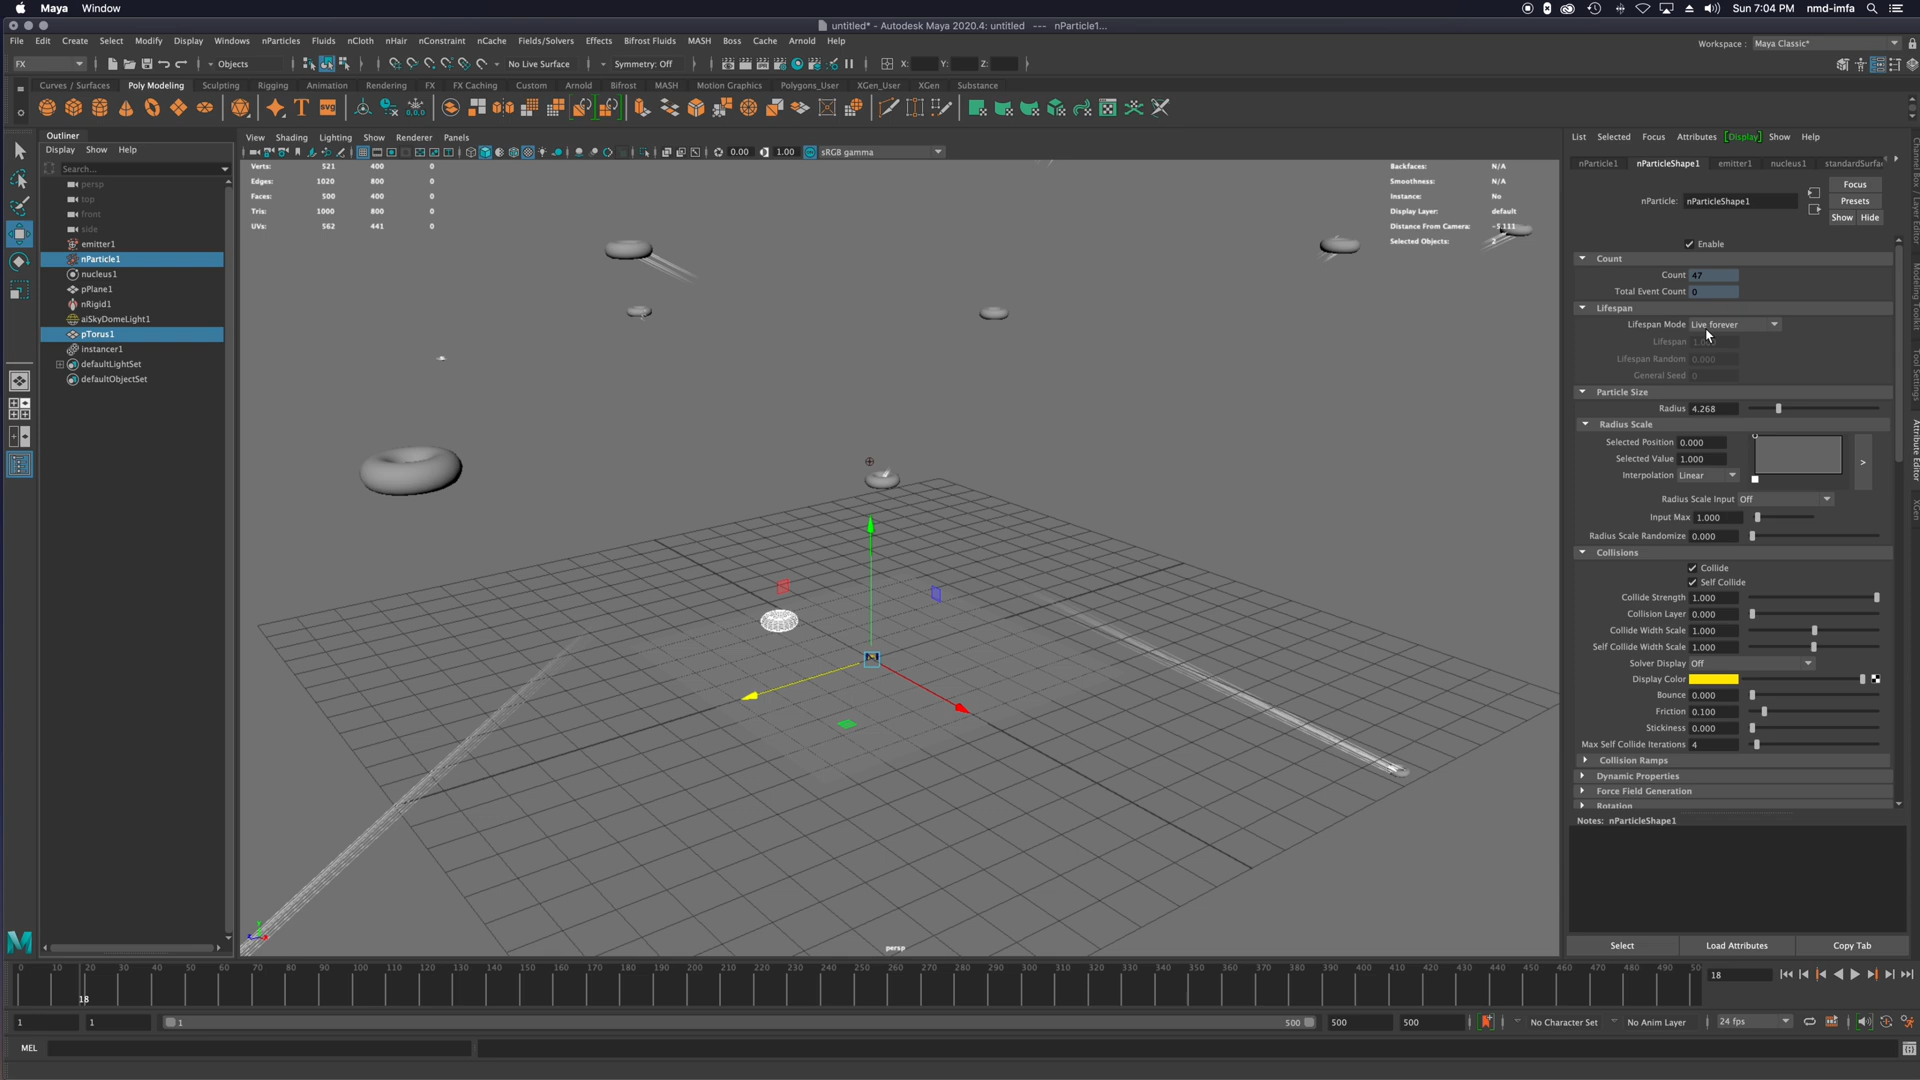 Maya Window Sun 7:04 PM nmd-imfa
untitled* - Autodesk Maya 2020.4: untitled --- nParticle1...
File Edit Create Select Modify Display Windows nParticles Fluids nCloth nHair nConstraint nCache Fields/Solvers Effects Bifrost Fluids MASH Boss Cache Arnold Help Workspace : Maya Classic*
FX Objects No Live Surface Symmetry: Off X: Y: Z:
Curves / Surfaces Poly Modeling Sculpting Rigging Animation Rendering FX FX Caching Custom Arnold Bifrost MASH Motion Graphics Polygons_User XGen_User XGen Substance
Outliner
Display Show Help
Search...
persp
top
front
side
emitter1
nParticle1
nucleus1
pPlane1
nRigid1
aiSkyDomeLight1
pTorus1
instancer1
defaultLightSet
defaultObjectSet
View Shading Lighting Show Renderer Panels
0.00 1.00 sRGB gamma
Verts: 521 400 0
Edges: 1020 800 0
Faces: 500 400 0
Tris: 1000 800 0
UVs: 562 441 0
Backfaces: N/A
Smoothness: N/A
Instance: No
Display Layer: default
Distance From Camera: -5.111
Selected Objects: 2
persp
List Selected Focus Attributes Display Show Help
nParticle1 nParticleShape1 emitter1 nucleus1 standardSurfa
nParticle: nParticleShape1
Focus
Presets
Show Hide
Enable
Count
Count 47
Total Event Count 0
Lifespan
Lifespan Mode Live forever
Lifespan 1.000
Lifespan Random 0.000
General Seed 0
Particle Size
Radius 4.268
Radius Scale
Selected Position 0.000
Selected Value 1.000
Interpolation Linear
>
Radius Scale Input Off
Input Max 1.000
Radius Scale Randomize 0.000
Collisions
Collide
Self Collide
Collide Strength 1.000
Collision Layer 0.000
Collide Width Scale 1.000
Self Collide Width Scale 1.000
Solver Display Off
Display Color
Bounce 0.000
Friction 0.100
Stickiness 0.000
Max Self Collide Iterations 4
Collision Ramps
Dynamic Properties
Force Field Generation
Rotation
Notes: nParticleShape1
Select Load Attributes Copy Tab
Channel Box / Layer Editor
Modeling Toolkit
Tool Settings
Attribute Editor
XGen
0 10 20 30 40 50 60 70 80 90 100 110 120 130 140 150 160 170 180 190 200 210 220 230 240 250 260 270 280 290 300 310 320 330 340 350 360 370 380 390 400 410 420 430 440 450 460 470 480 490 50
18 18
1 1 1 500 500 500 No Character Set No Anim Layer 24 fps
MEL